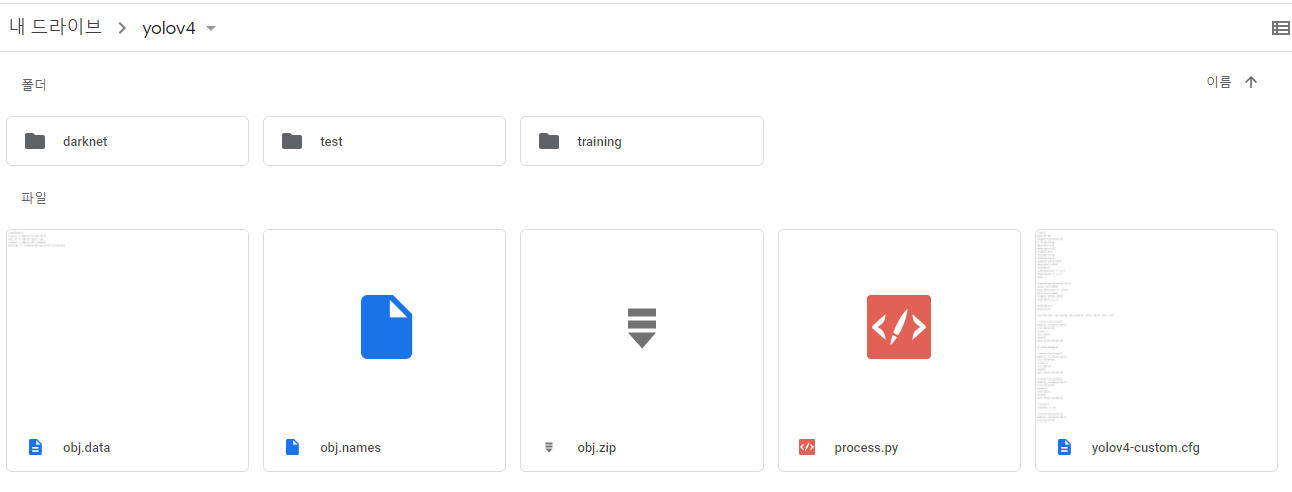 내 드라이브 > yolov4
폴더
이름
darknet
test
training
파일
obj.data
obj.names
obj.zip
process.py
yolov4-custom.cfg